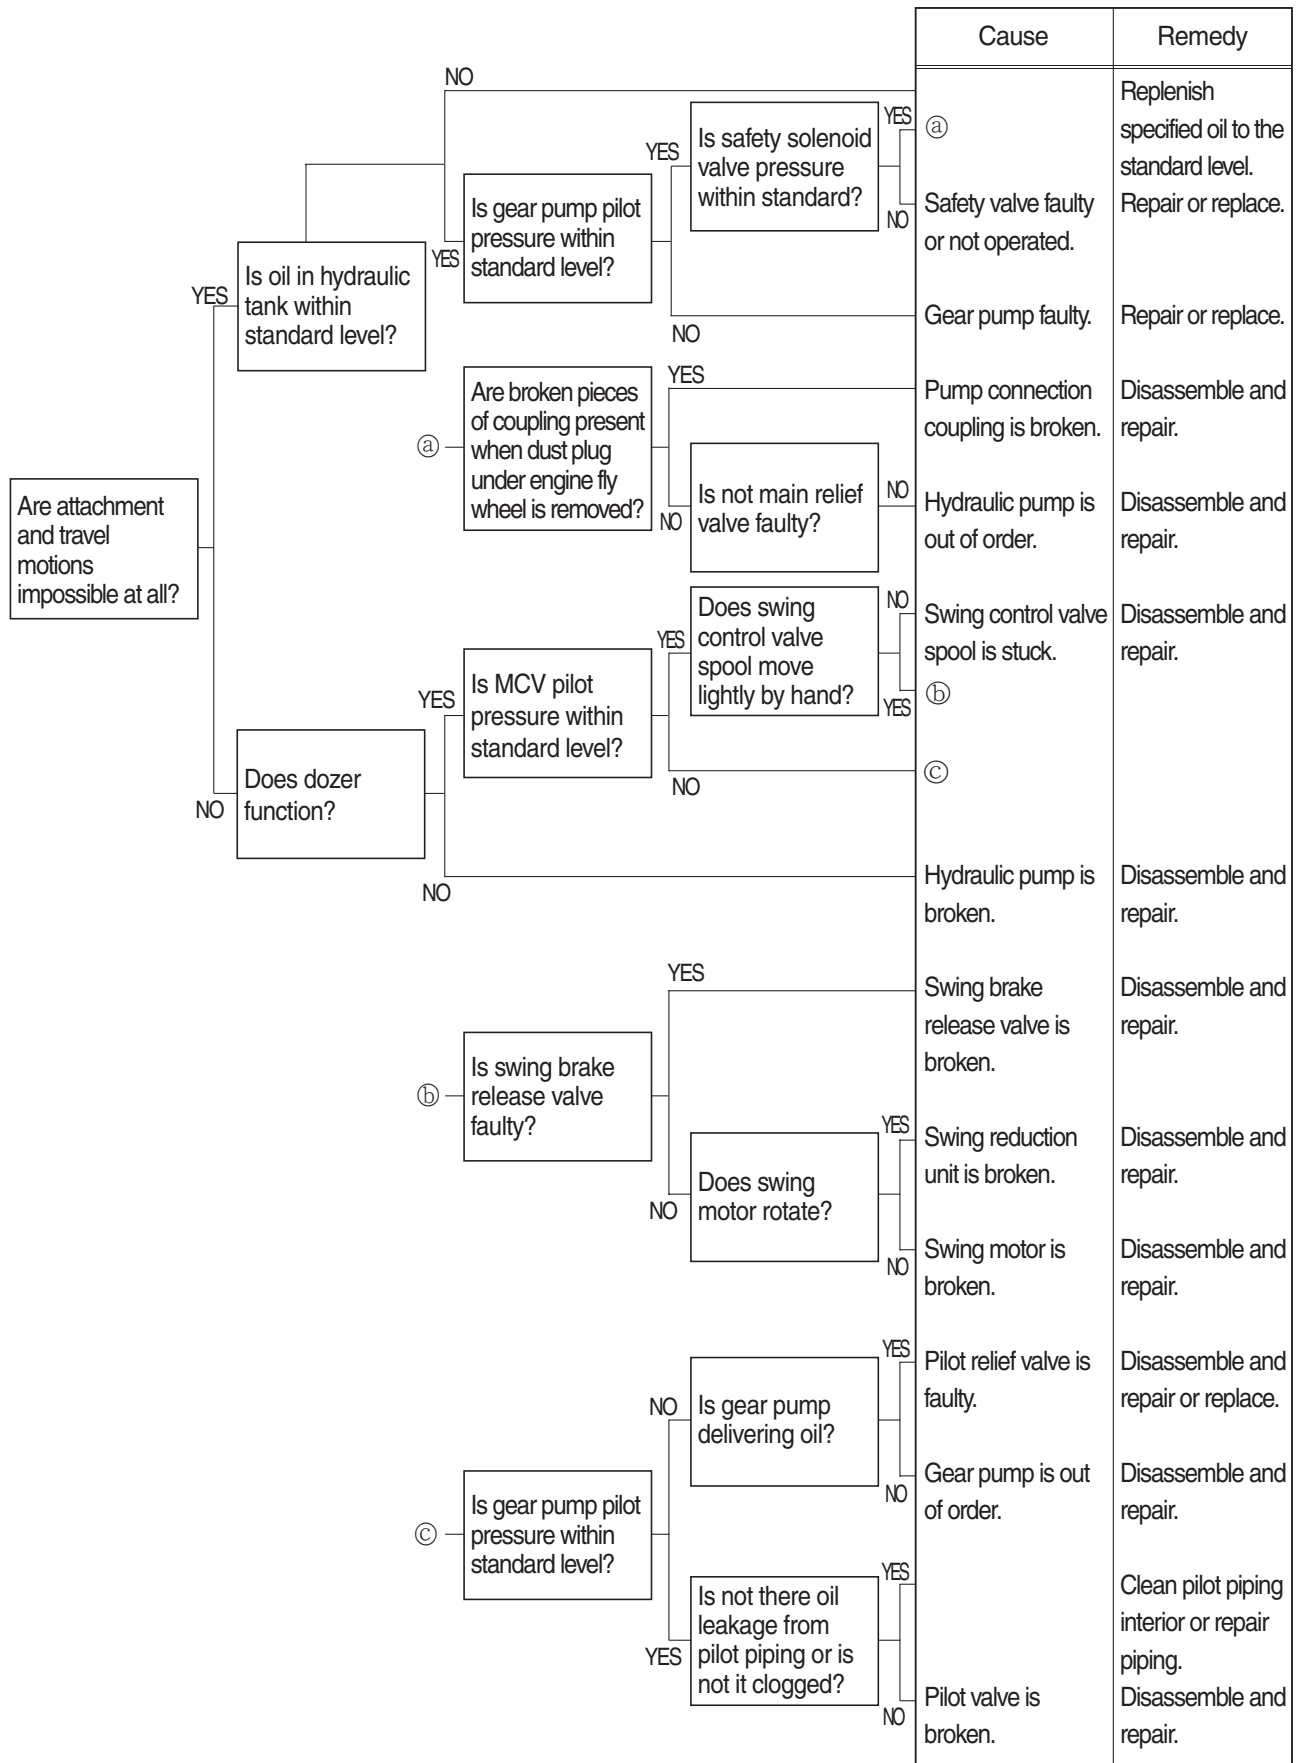 Cause
Remedy
NO
Replenish
specified oil to the
standard level.
YES
Is safety solenoid
valve pressure
within standard?
YES
ⓐ
NO
Safety valve faulty
or not operated.
Repair or replace.
Is gear pump pilot
pressure within
standard level?
YES
Is oil in hydraulic
tank within
standard level?
YES
NO
Gear pump faulty.
Repair or replace.
ⓐ
Are broken pieces
of coupling present
when dust plug
under engine fly
wheel is removed?
YES
Pump connection
coupling is broken.
Disassemble and
repair.
NO
Is not main relief
valve faulty?
NO
Hydraulic pump is
out of order.
Disassemble and
repair.
Are attachment
and travel
motions
impossible at all?
Does swing
control valve
spool move
lightly by hand?
NO
Swing control valve
spool is stuck.
Disassemble and
repair.
YES
ⓑ
YES
Is MCV pilot
pressure within
standard level?
YES
NO
ⓒ
NO
Does dozer
function?
NO
Hydraulic pump is
broken.
Disassemble and
repair.
ⓑ
Is swing brake
release valve
faulty?
YES
Swing brake
release valve is
broken.
Disassemble and
repair.
NO
Does swing
motor rotate?
YES
Swing reduction
unit is broken.
Disassemble and
repair.
NO
Swing motor is
broken.
Disassemble and
repair.
ⓒ
Is gear pump pilot
pressure within
standard level?
NO
Is gear pump
delivering oil?
YES
Pilot relief valve is
faulty.
Disassemble and
repair or replace.
NO
Gear pump is out
of order.
Disassemble and
repair.
YES
Is not there oil
leakage from
pilot piping or is
not it clogged?
YES
Clean pilot piping
interior or repair
piping.
NO
Pilot valve is
broken.
Disassemble and
repair.